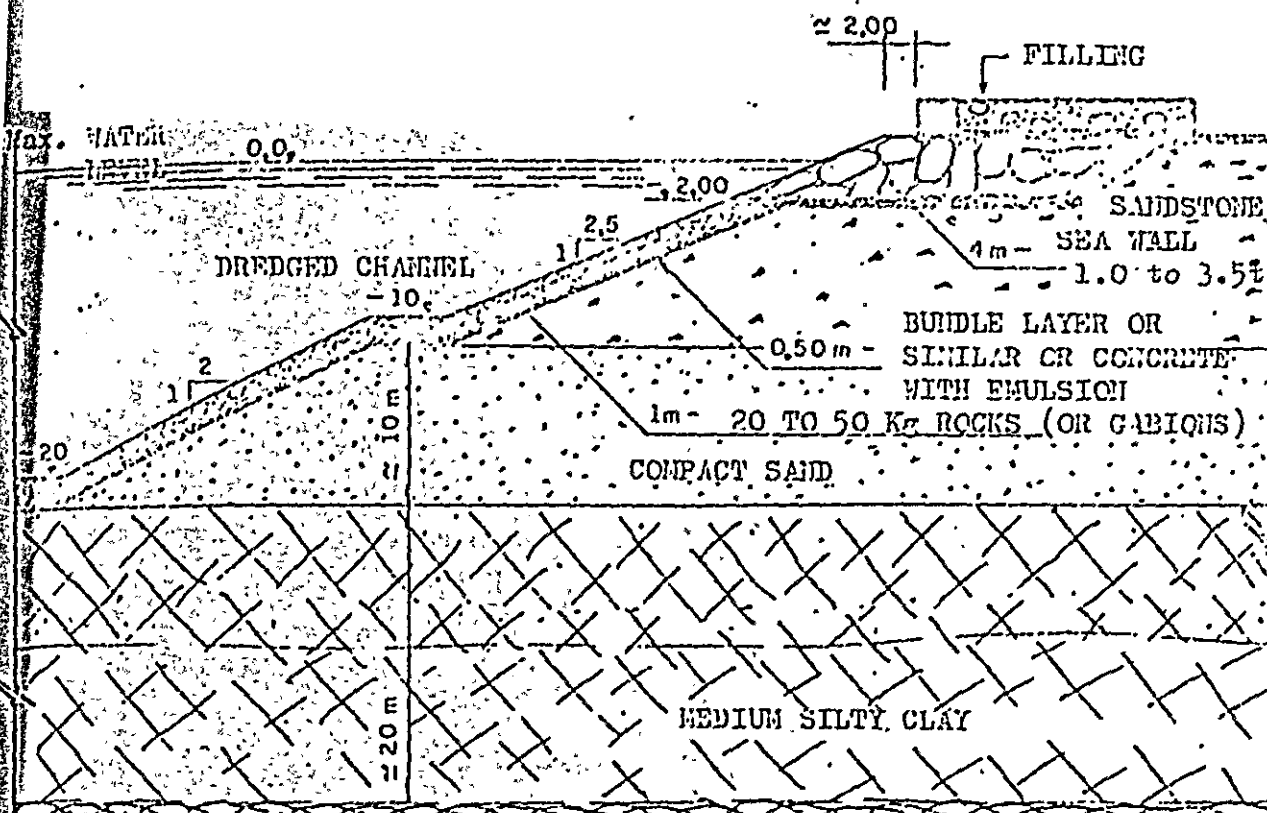 ≃ 2,00
FILLING
Max. WATER
LEVEL
0,0
-2,00
SANDSTONE
SEA WALL
4m-
1.0 to 3.5t
2,5
1
DREDGED CHANNEL
-10
BUNDLE LAYER OR
0,50 m - SIMILAR OR CONCRETE
WITH EMULSION
2
1
1m- 20 TO 50 Kg ROCKS (OR GABIONS)
20
≃ 10 m
COMPACT SAND
MEDIUM SILTY CLAY
≃ 20 m